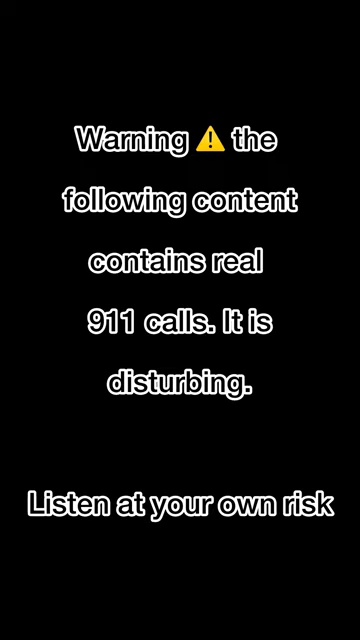 Warning ⚠️ the
following content
contains real
911 calls. It is
disturbing.
Listen at your own risk